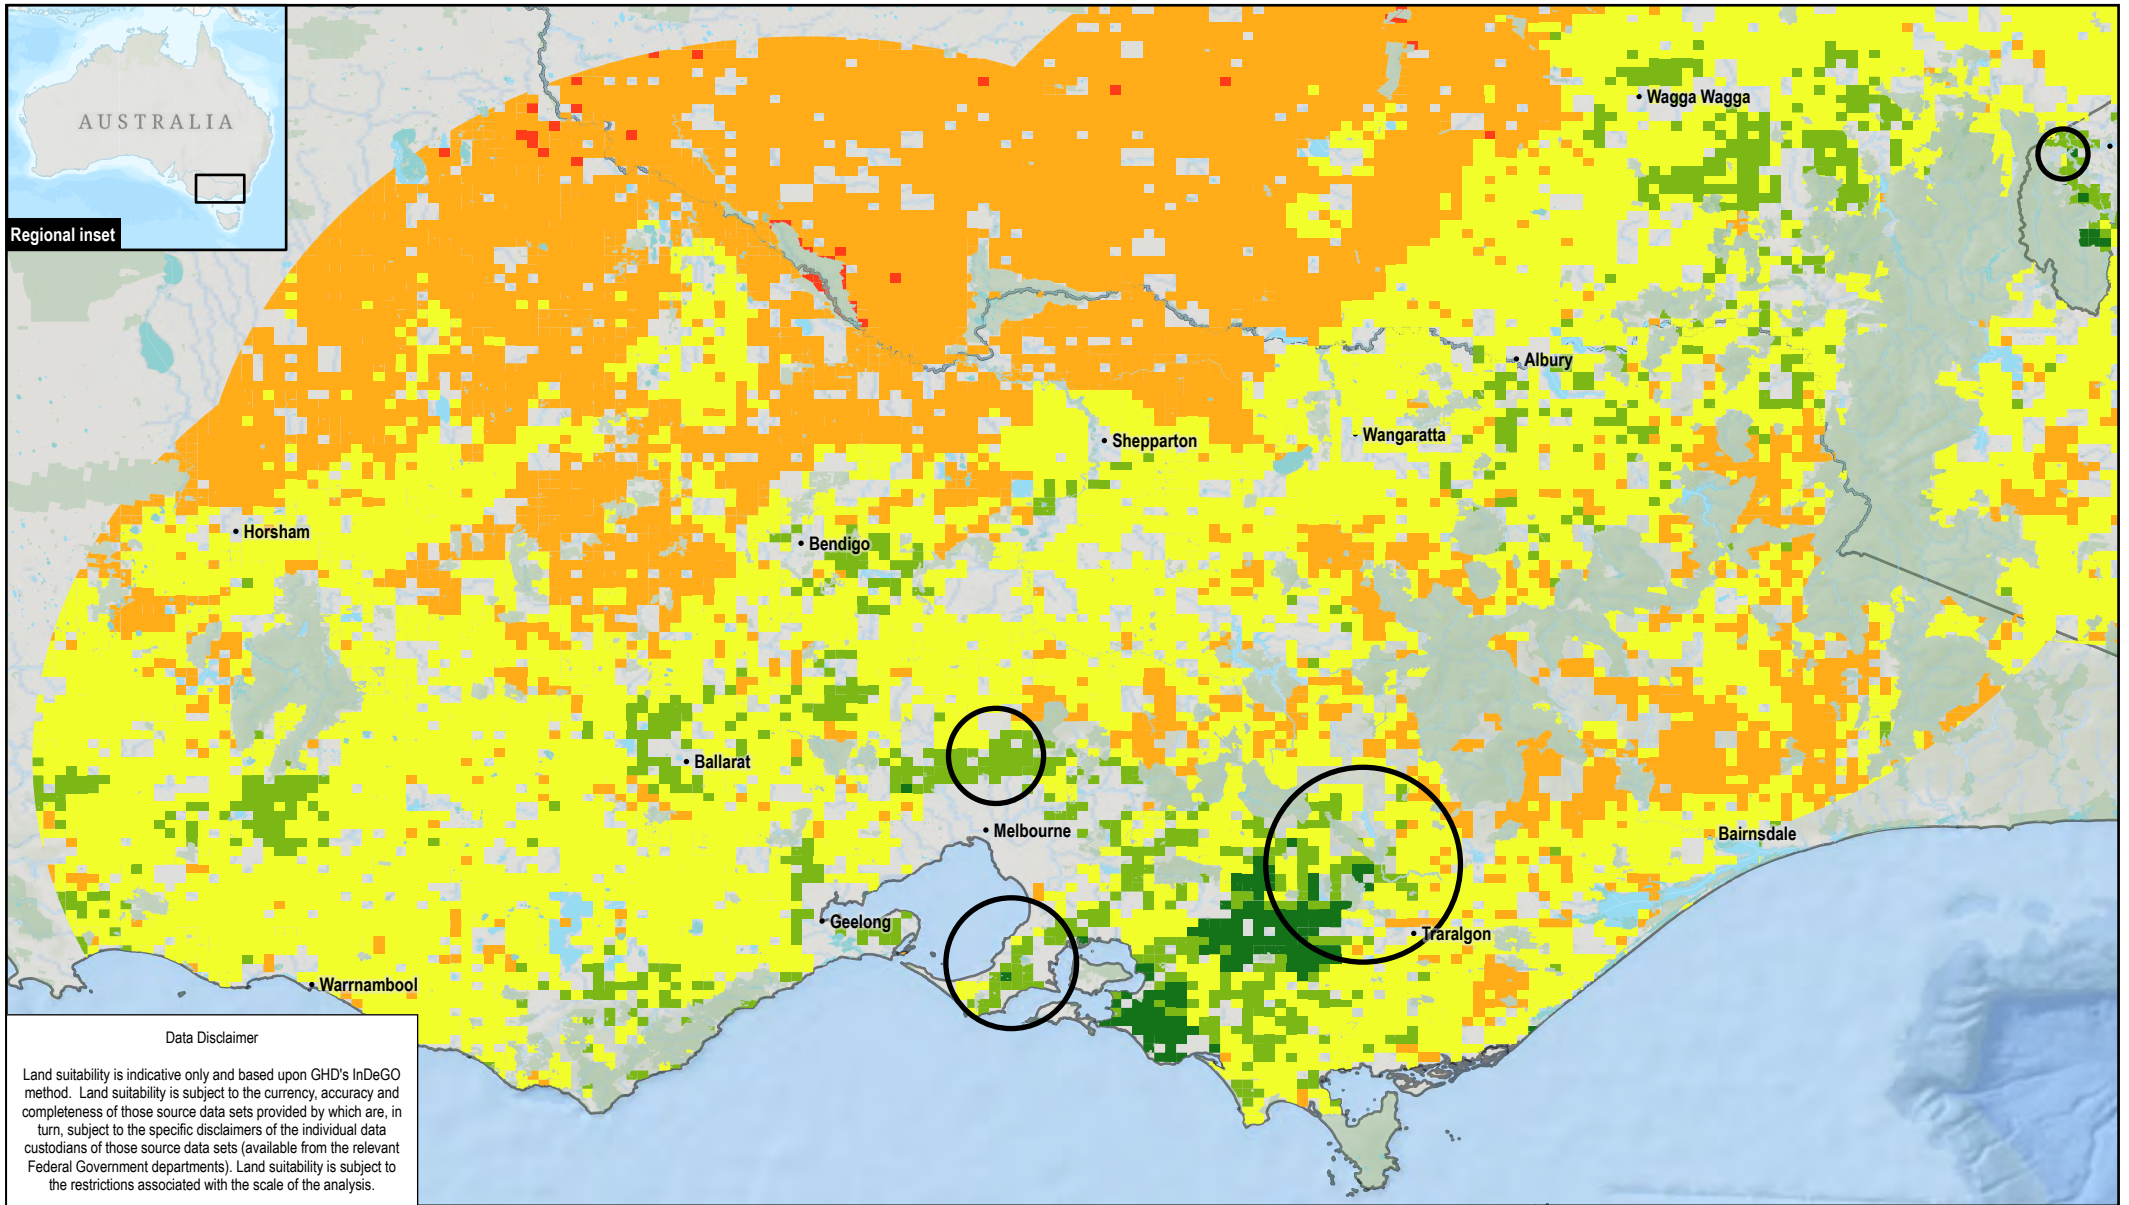 AUSTRALIA
Regional inset
Wagga Wagga
Albury
Wangaratta
Shepparton
Horsham
Bendigo
Ballarat
Melbourne
Bairnsdale
Geelong
Traralgon
Warrnambool
Data Disclaimer
Land suitability is indicative only and based upon GHD's InDeGO
method. Land suitability is subject to the currency, accuracy and
completeness of those source data sets provided by which are, in
turn, subject to the specific disclaimers of the individual data
custodians of those source data sets (available from the relevant
Federal Government departments). Land suitability is subject to
the restrictions associated with the scale of the analysis.